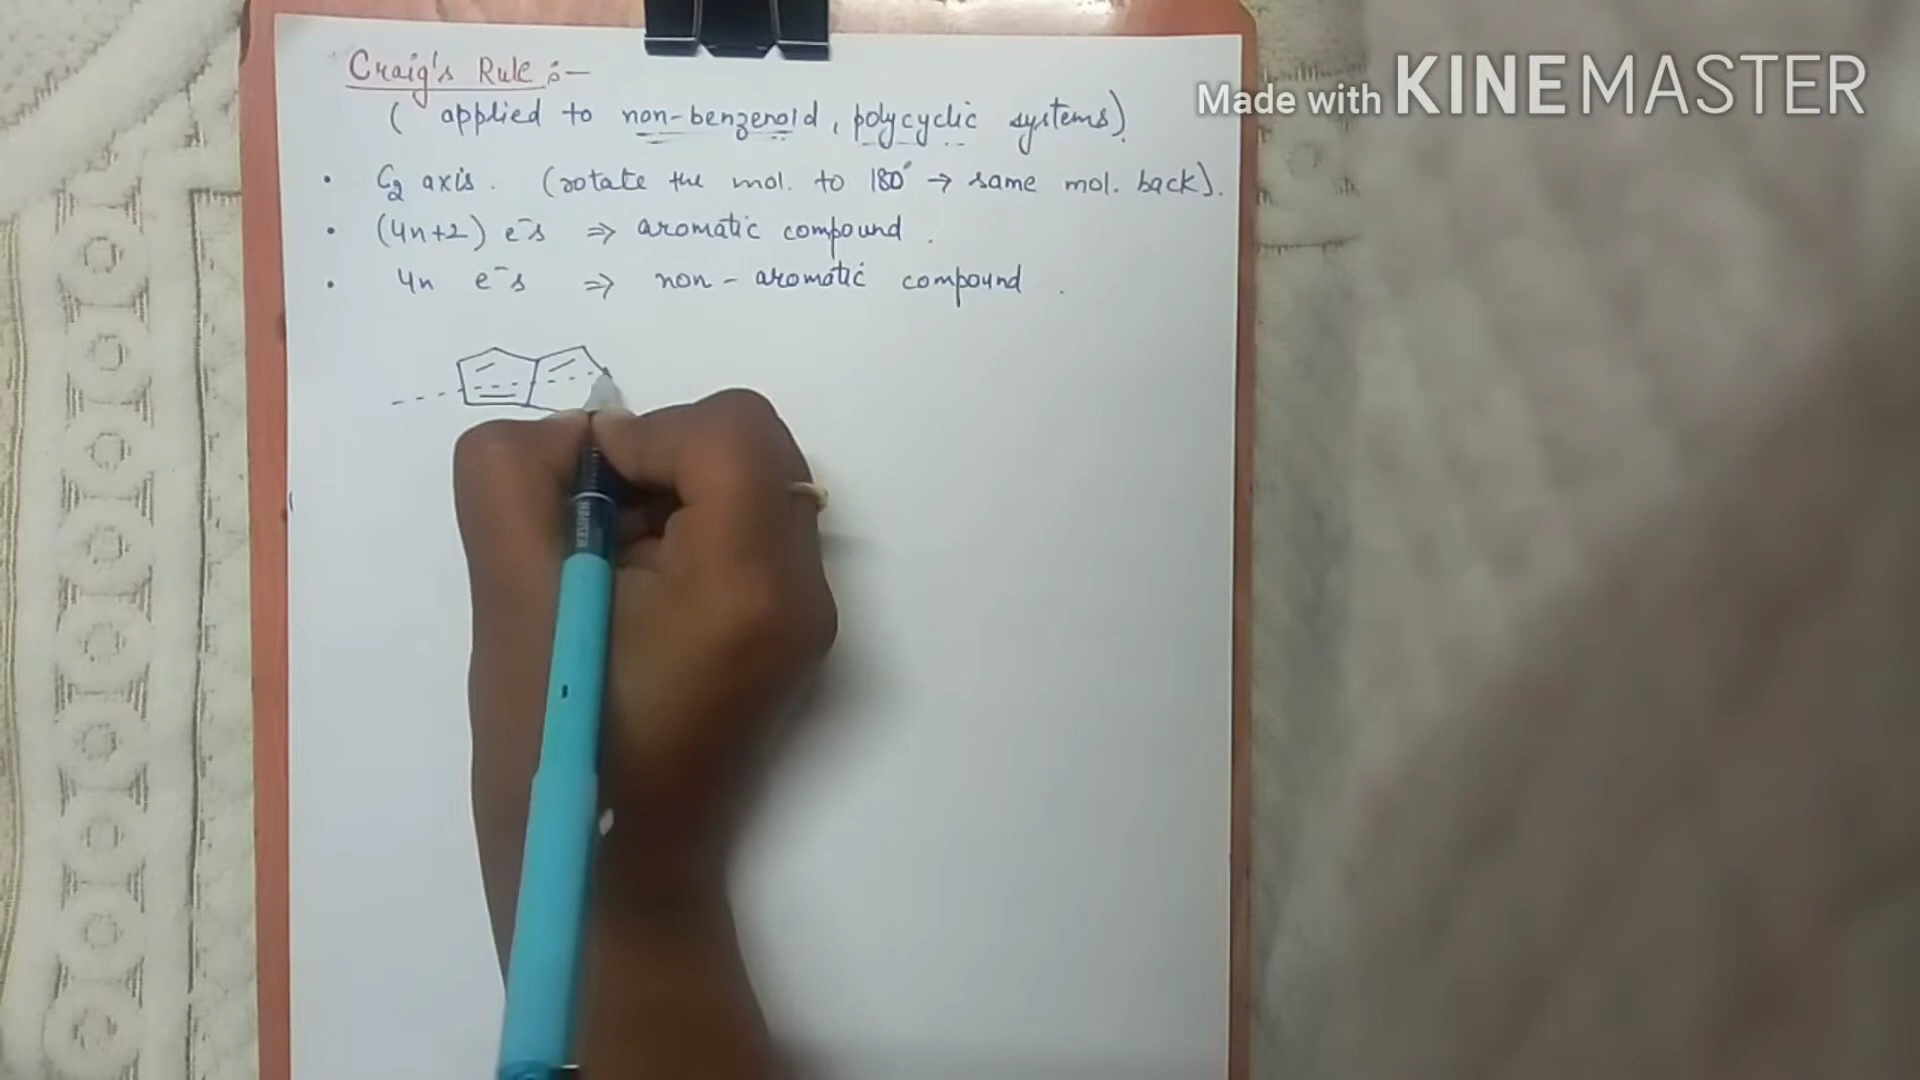 Craig's Rule :-
( applied to non-benzenoid, polycyclic systems).
Made with KINEMASTER
• C2 axis. (rotate the mol. to 180° → same mol. back).
• (4n+2) e⁻s ⇒ aromatic compound.
• 4n e⁻s ⇒ non-aromatic compound.